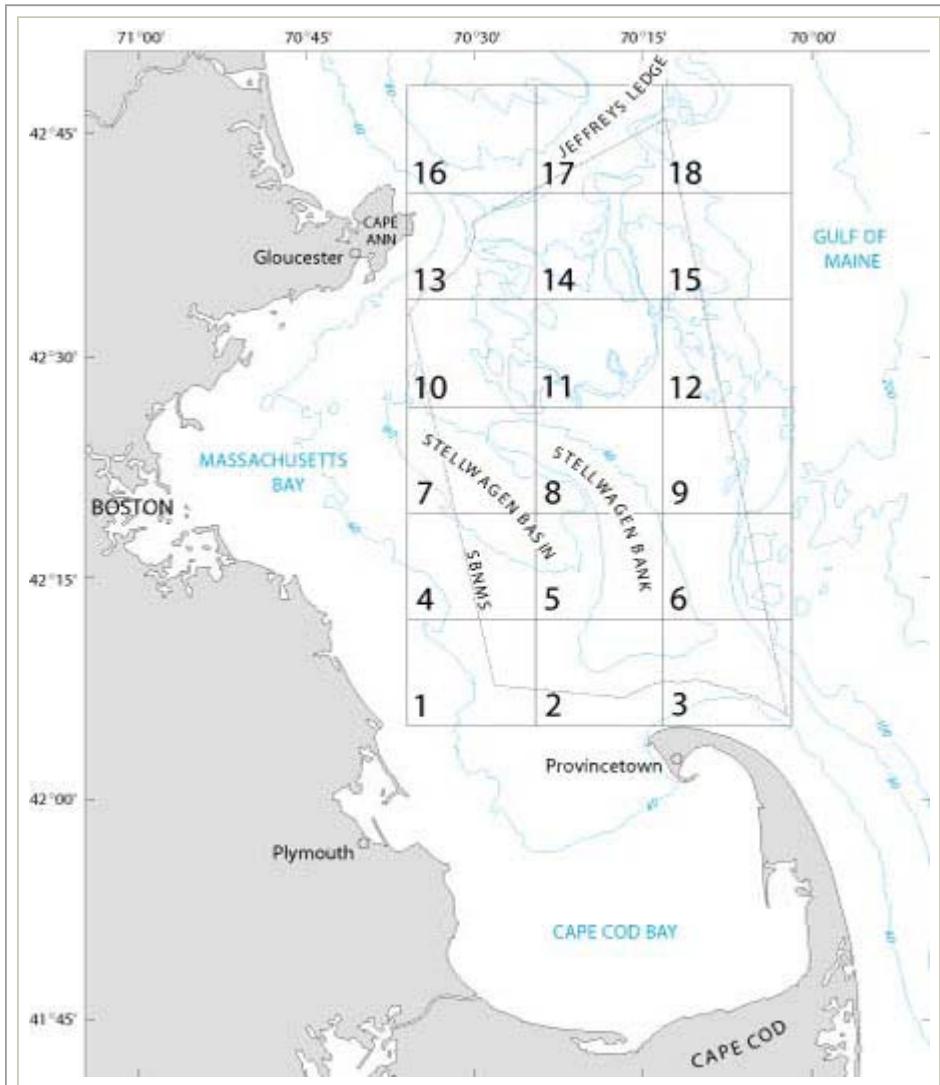 71°00'
70°45'
70°30'
70°15'
70°00'
42°45'
42°30'
42°15'
42°00'
41°45'
JEFFREYS LEDGE
16
17
18
CAPE
ANN
Gloucester
GULF OF
MAINE
13
14
15
10
11
12
MASSACHUSETTS
BAY
STELLWAGEN BASIN
STELLWAGEN BANK
BOSTON
7
8
9
SBNMS
4
5
6
1
2
3
Provincetown
Plymouth
CAPE COD BAY
CAPE COD
200
100
60